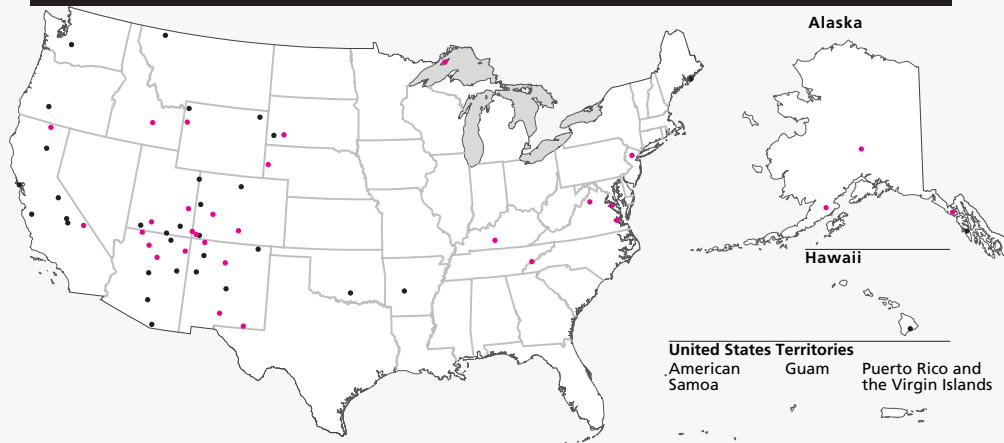 Alaska
Hawaii
United States Territories
American
Samoa
Guam
Puerto Rico and
the Virgin Islands